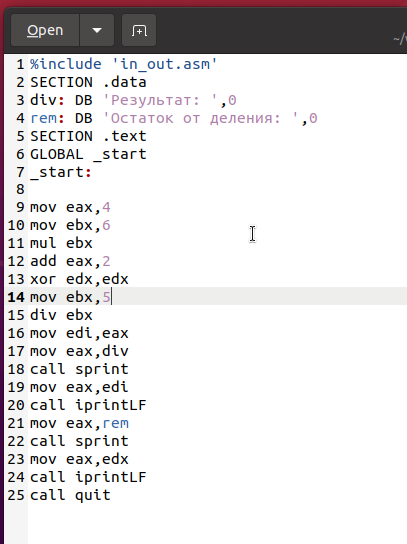 Open
~/
1 %include 'in_out.asm'
2 SECTION .data
3 div: DB 'Результат: ',0
4 rem: DB 'Остаток от деления: ',0
5 SECTION .text
6 GLOBAL _start
7 _start:
8
9 mov eax,4
10 mov ebx,6
11 mul ebx
12 add eax,2
13 xor edx,edx
14 mov ebx,5
15 div ebx
16 mov edi,eax
17 mov eax,div
18 call sprint
19 mov eax,edi
20 call iprintLF
21 mov eax,rem
22 call sprint
23 mov eax,edx
24 call iprintLF
25 call quit